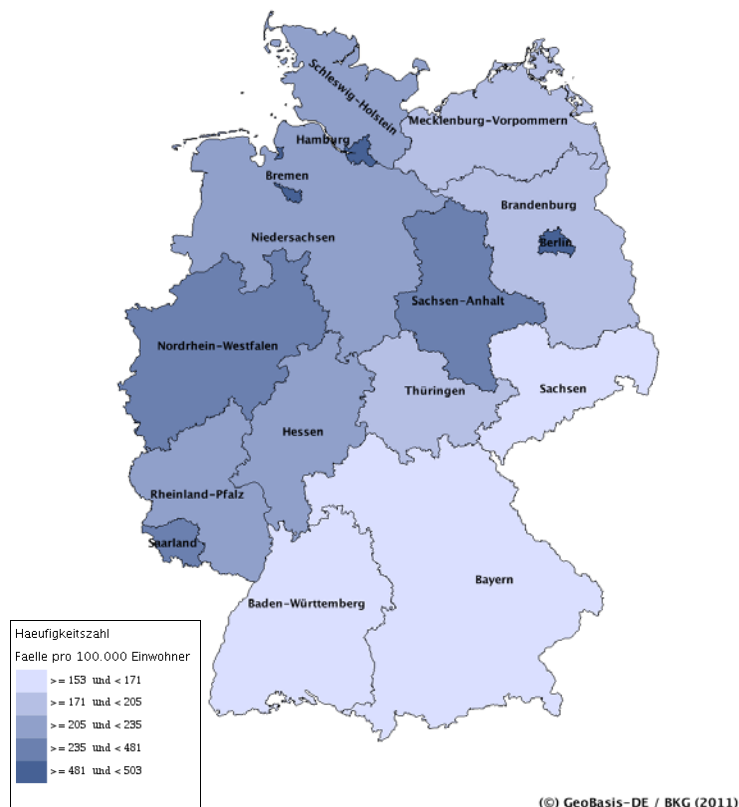 Schleswig-Holstein
Mecklenburg-Vorpommern
Hamburg
Bremen
Brandenburg
Niedersachsen
Berlin
Sachsen-Anhalt
Nordrhein-Westfalen
Thüringen
Sachsen
Hessen
Rheinland-Pfalz
Saarland
Bayern
Baden-Württemberg
Haeufigkeitszahl
Faelle pro 100.000 Einwohner
>= 153 und < 171
>= 171 und < 205
>= 205 und < 235
>= 235 und < 481
>= 481 und < 503
(©) GeoBasis-DE / BKG (2011)